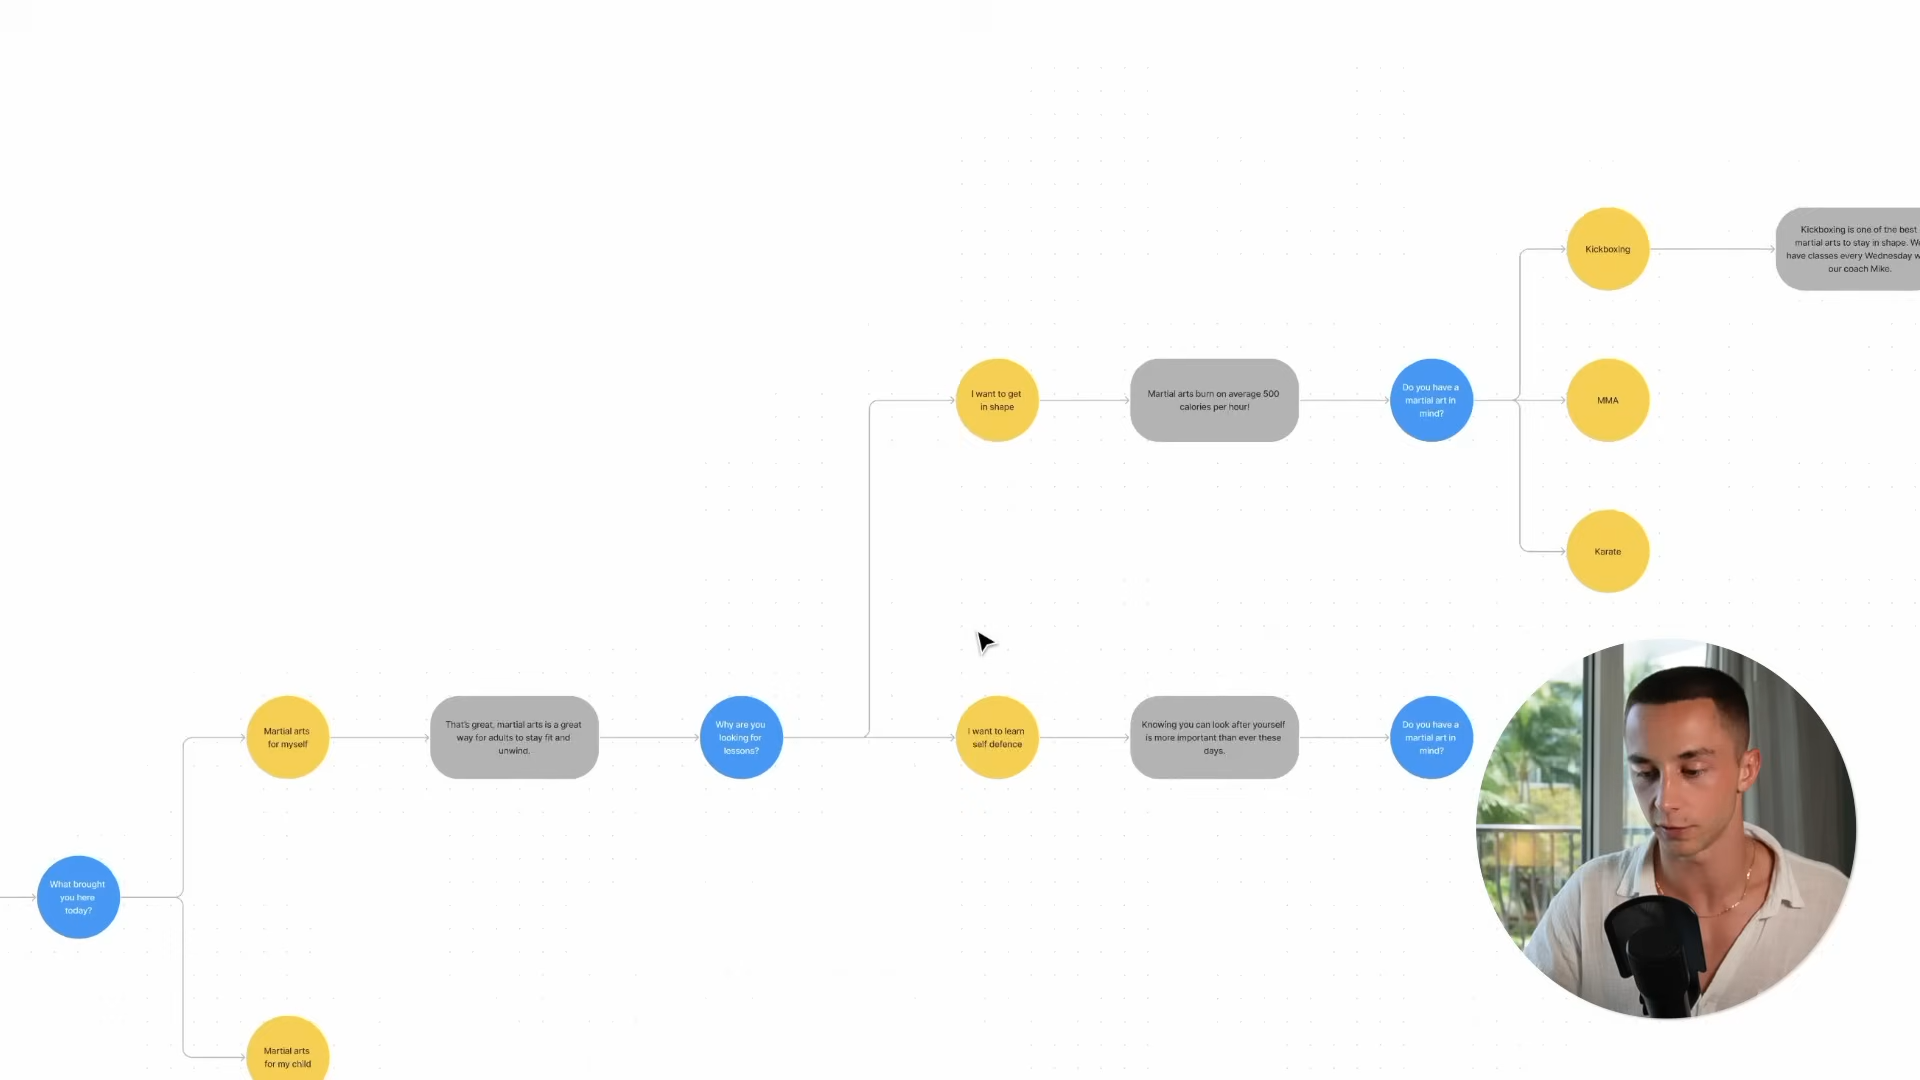 Kickboxing
Kickboxing is one of the best
martial arts to stay in shape.
have classes every Wednesday
our coach Mike.
I want to get
in shape
Martial arts burn on average 500
calories per hour!
Do you have a
martial art in
mind?
MMA
Karate
Martial arts
for myself
That's great, martial arts is a great
way for adults to stay fit and
unwind.
Why are you
looking for
lessons?
I want to learn
self defence
Knowing you can look after yourself
is more important than ever these
days.
Do you have a
martial art in
mind?
What brought
you here
today?
Martial arts
for my child